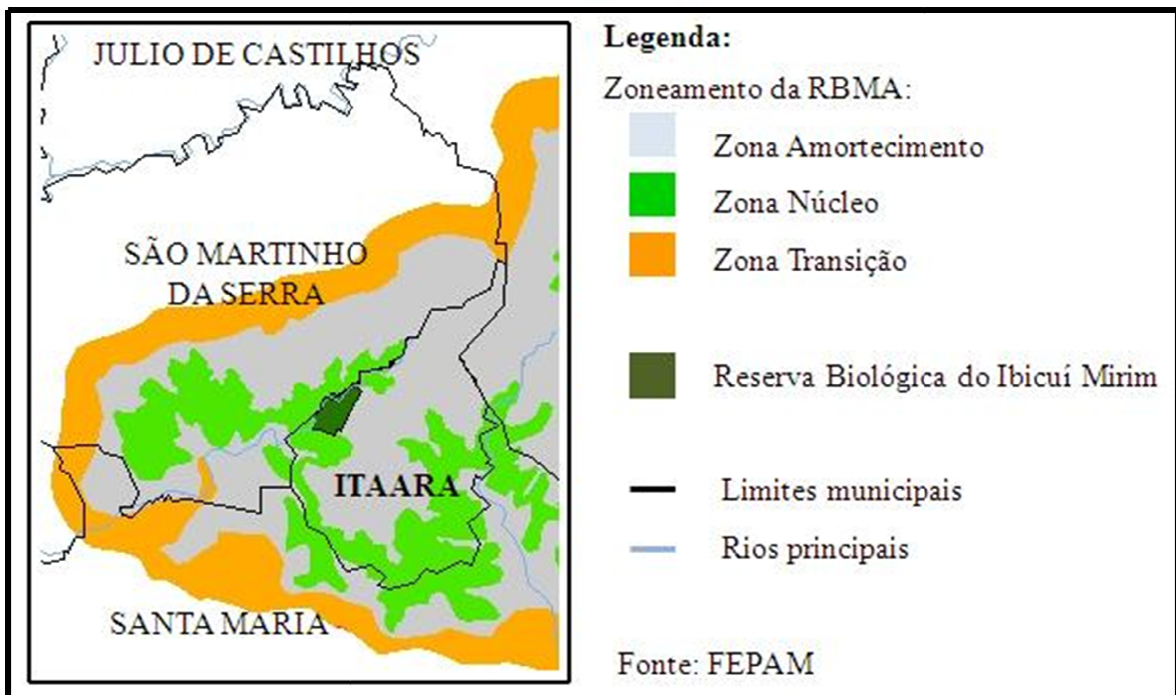 JULIO DE CASTILHOS
SÃO MARTINHO
DA SERRA
ITAARA
SANTA MARIA
Legenda:
Zoneamento da RBMA:
Zona Amortecimento
Zona Núcleo
Zona Transição
Reserva Biológica do Ibicuí Mirim
Limites municipais
Rios principais
Fonte: FEPAM